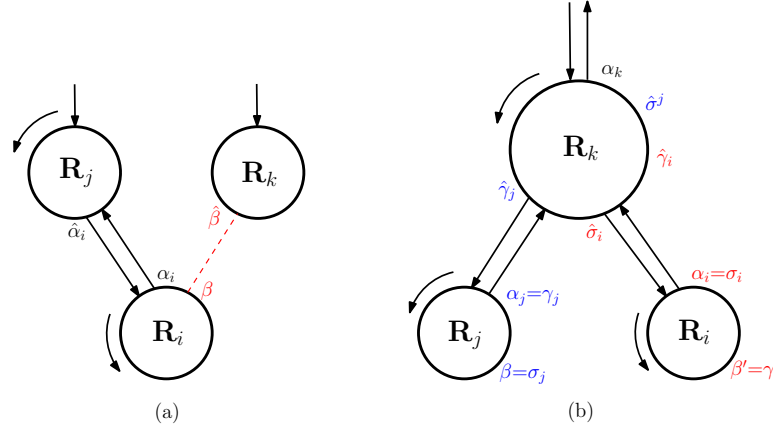 α_k
σ̂^j
R_j
R_k
R_k
γ̂_i
γ̂_j
β̂
α̂_i
σ̂_i
α_i
β
α_j=γ_j
α_i=σ_i
R_i
R_j
R_i
β=σ_j
β'=γ
(a)
(b)